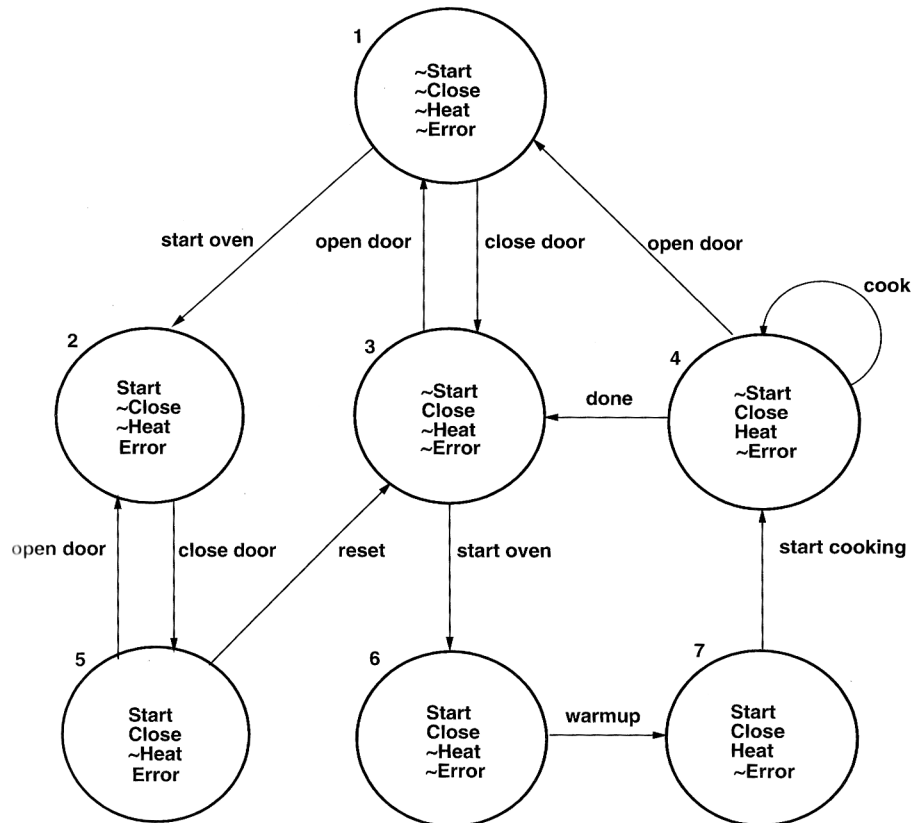 1
~Start
~Close
~Heat
~Error
start oven
open door
close door
open door
cook
2
Start
~Close
~Heat
Error
3
~Start
Close
~Heat
~Error
done
4
~Start
Close
Heat
~Error
open door
close door
reset
start oven
start cooking
5
Start
Close
~Heat
Error
6
Start
Close
~Heat
~Error
warmup
7
Start
Close
Heat
~Error